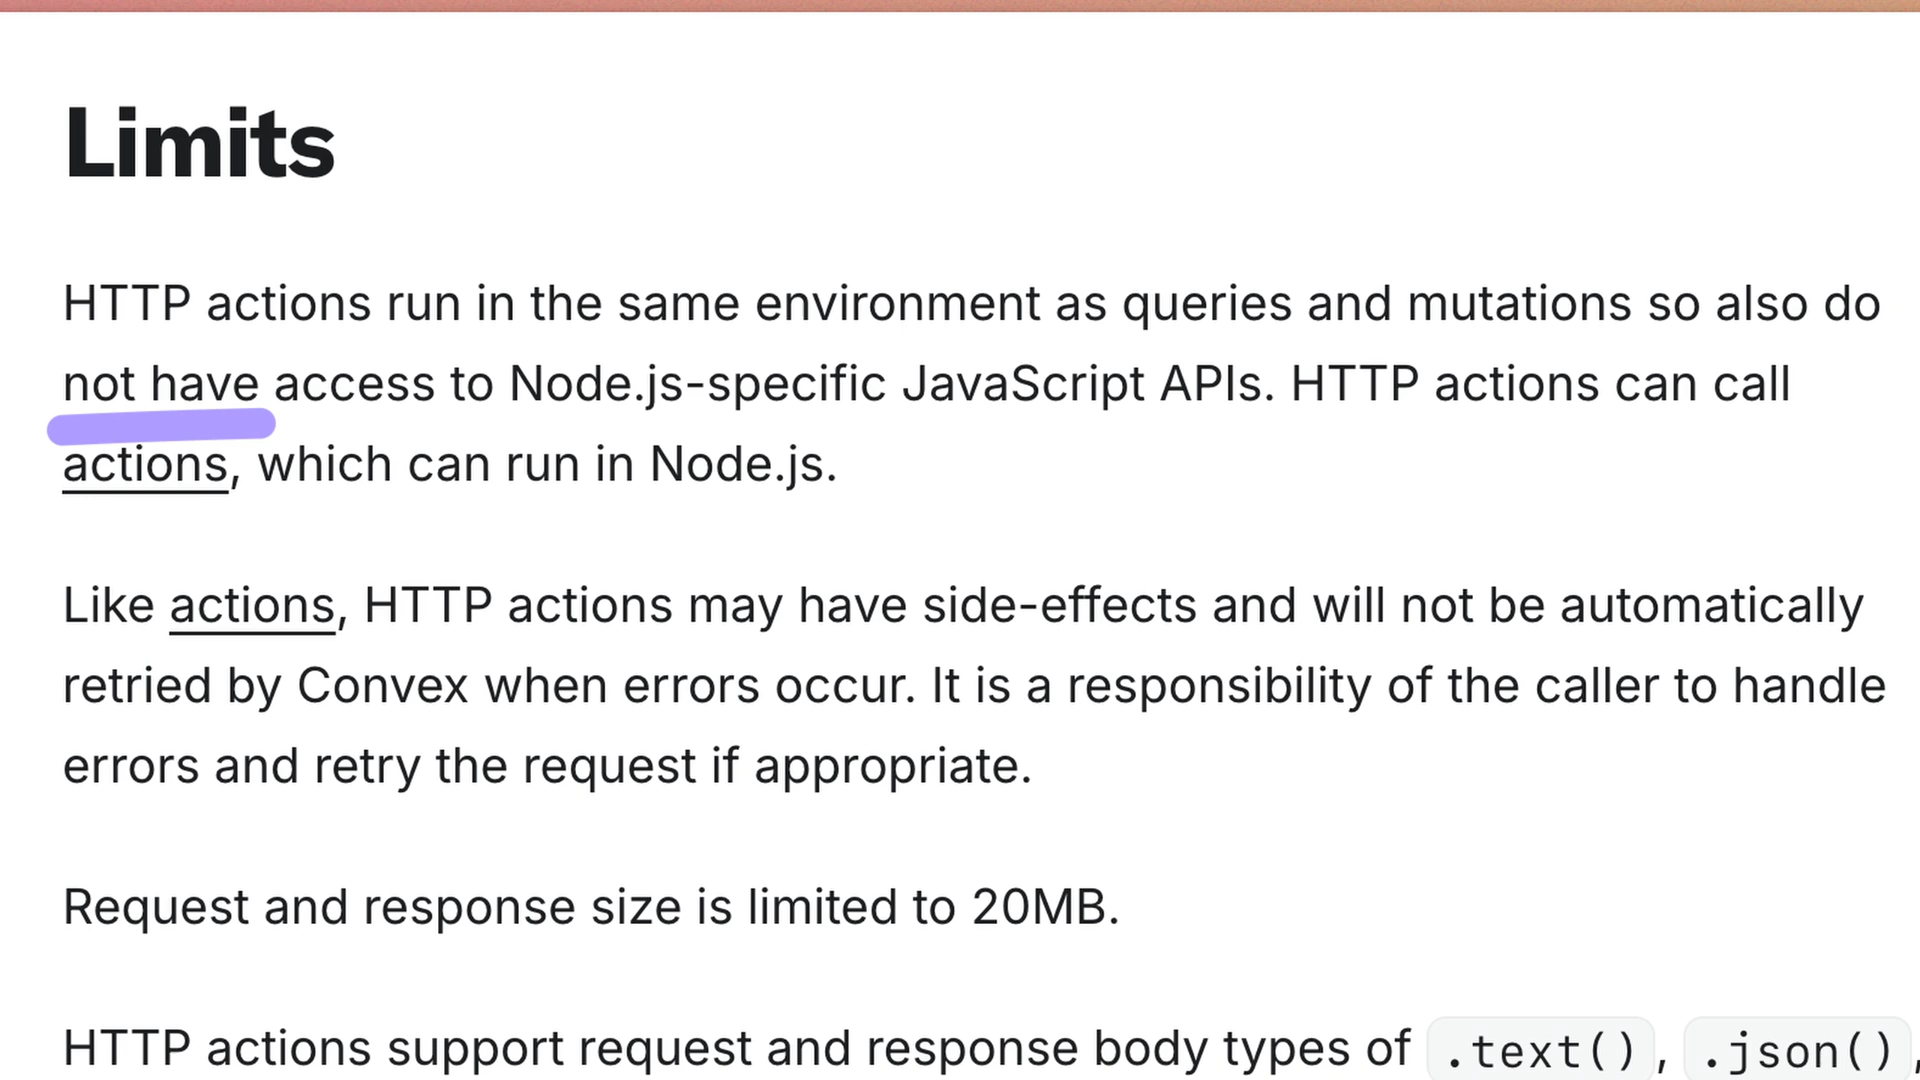 Limits
HTTP actions run in the same environment as queries and mutations so also do
not have access to Node.js-specific JavaScript APIs. HTTP actions can call
actions, which can run in Node.js.
Like actions, HTTP actions may have side-effects and will not be automatically
retried by Convex when errors occur. It is a responsibility of the caller to handle
errors and retry the request if appropriate.
Request and response size is limited to 20MB.
HTTP actions support request and response body types of .text(), .json(),